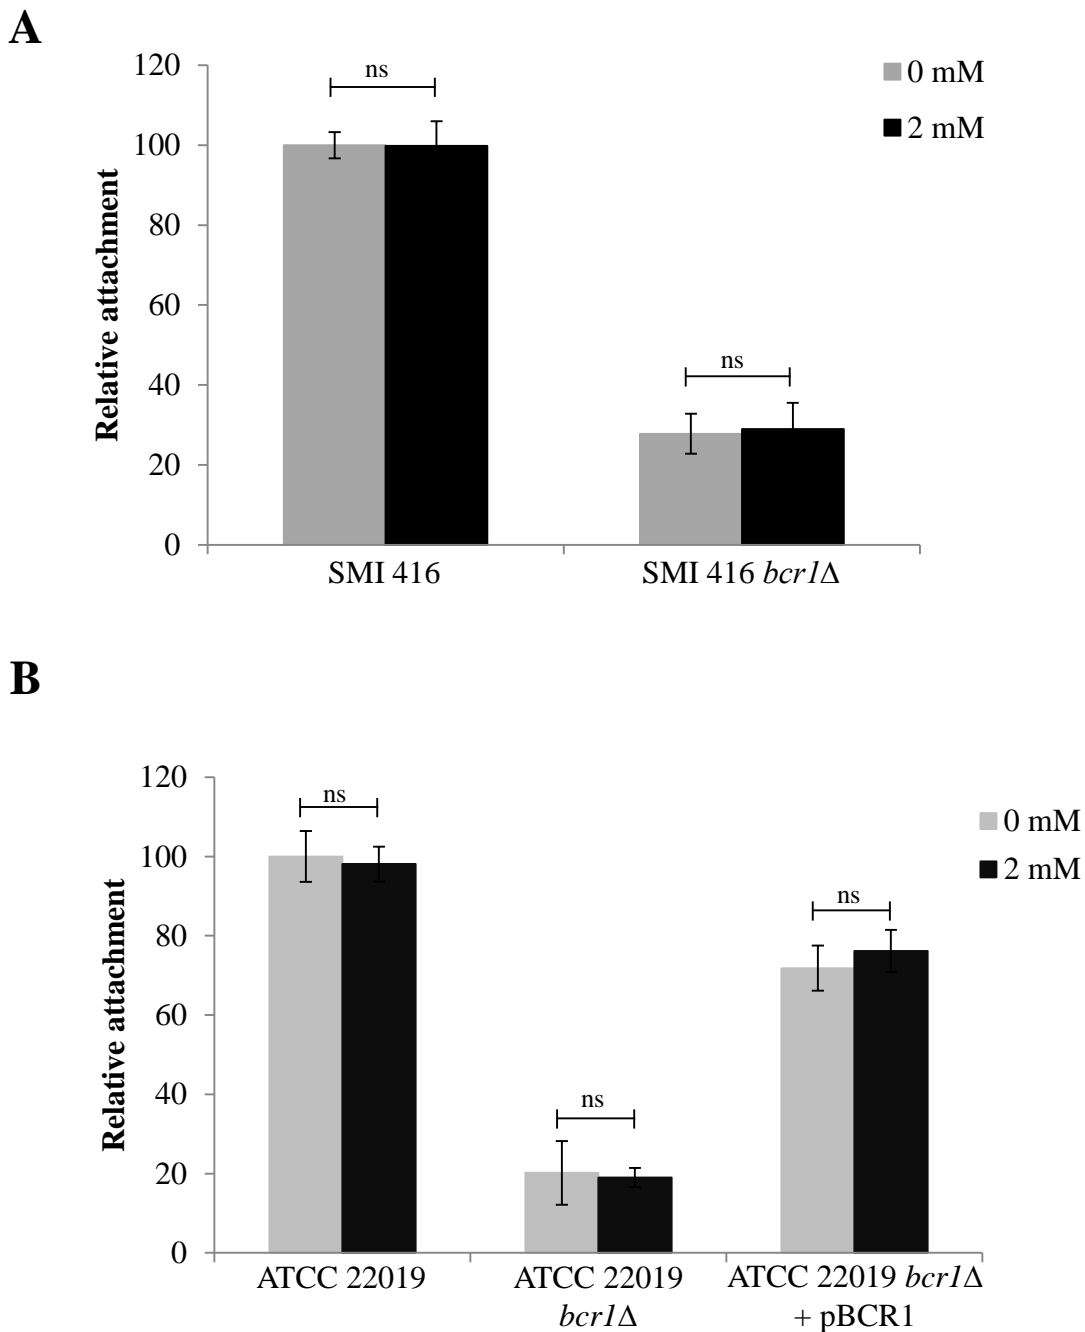 A
120
100
80
60
40
20
0
Relative attachment
ns
ns
0 mM
2 mM
SMI 416
SMI 416 bcr1Δ
B
120
100
80
60
40
20
0
Relative attachment
ns
ns
ns
0 mM
2 mM
ATCC 22019
ATCC 22019
bcr1Δ
ATCC 22019 bcr1Δ
+ pBCR1